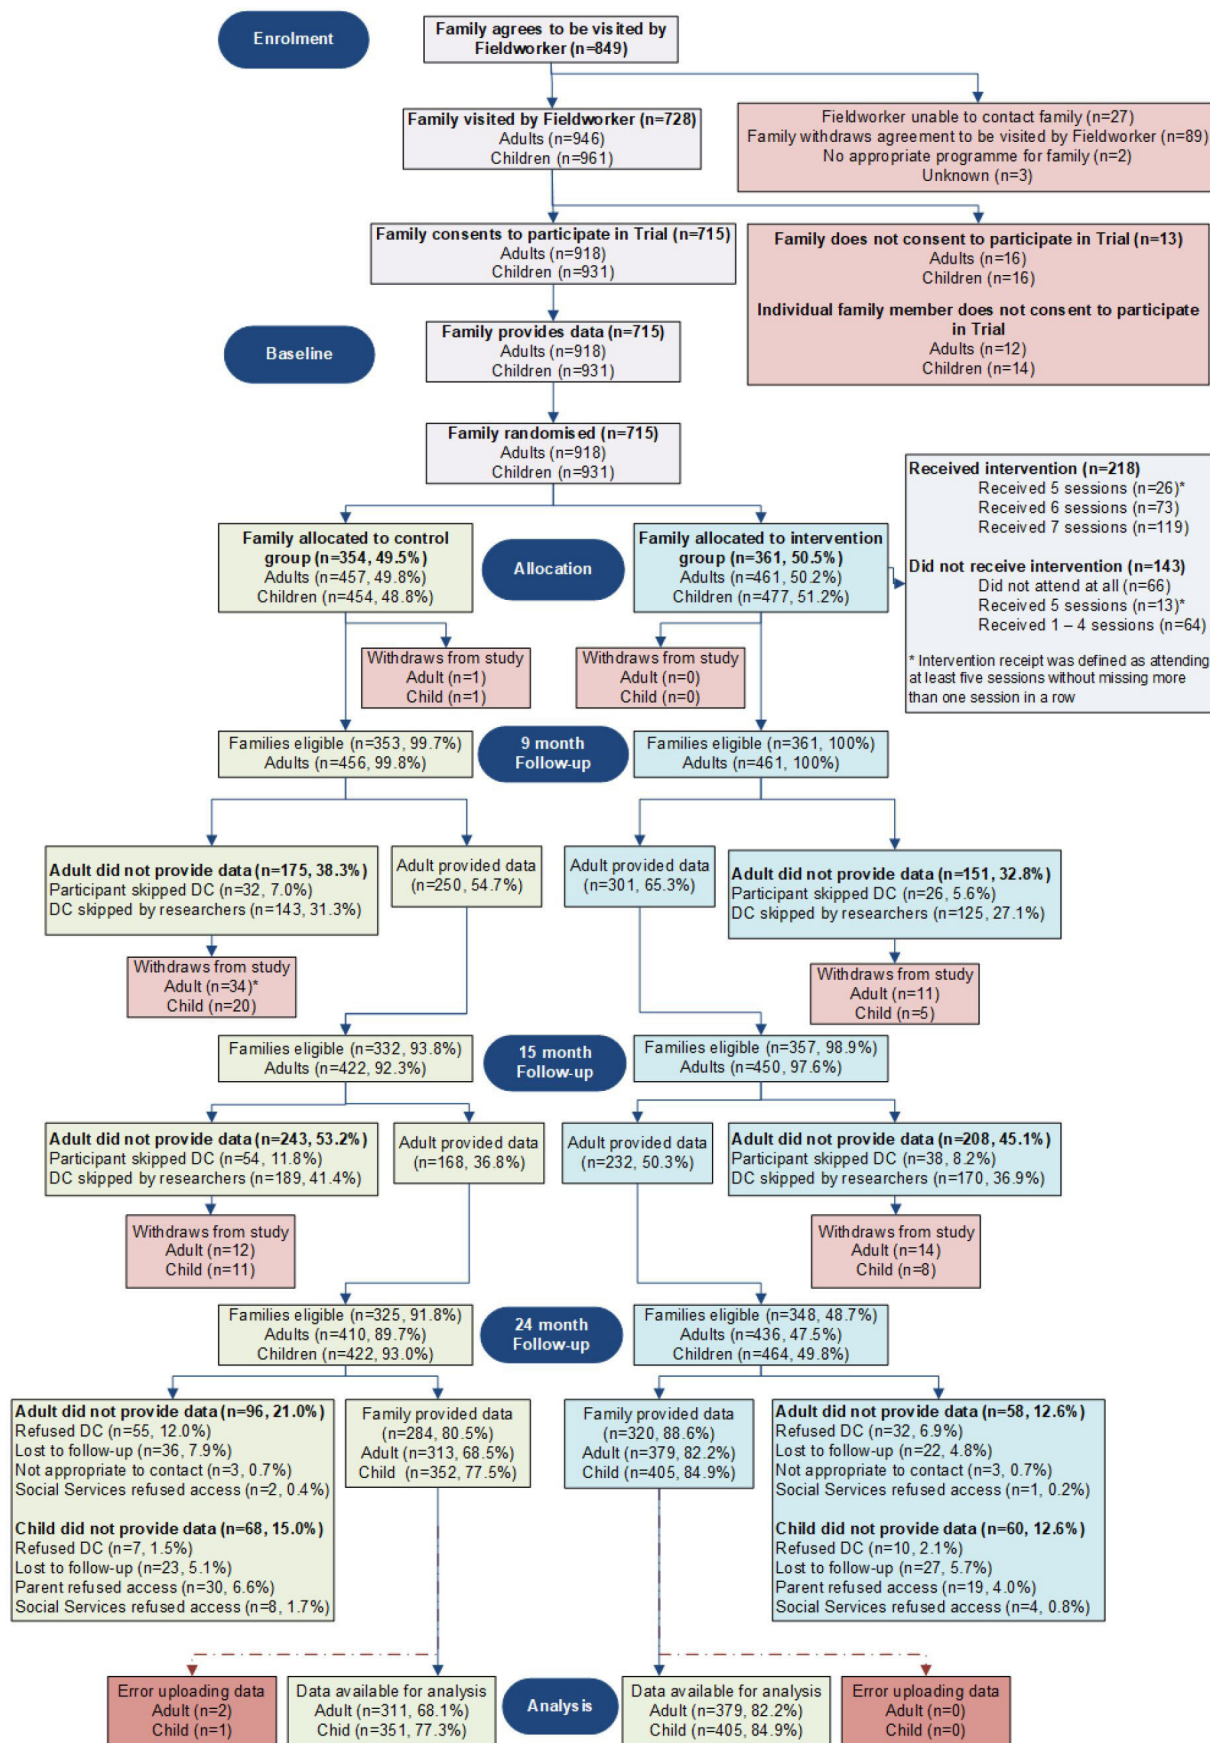 Enrolment
Family agrees to be visited by
Fieldworker (n=849)
Family visited by Fieldworker (n=728)
Adults (n=946)
Children (n=961)
Fieldworker unable to contact family (n=27)
Family withdraws agreement to be visited by Fieldworker (n=89)
No appropriate programme for family (n=2)
Unknown (n=3)
Family consents to participate in Trial (n=715)
Adults (n=918)
Children (n=931)
Family does not consent to participate in Trial (n=13)
Adults (n=16)
Children (n=16)
Individual family member does not consent to participate
in Trial
Adults (n=12)
Children (n=14)
Baseline
Family provides data (n=715)
Adults (n=918)
Children (n=931)
Family randomised (n=715)
Adults (n=918)
Children (n=931)
Received intervention (n=218)
Received 5 sessions (n=26)*
Received 6 sessions (n=73)
Received 7 sessions (n=119)
Did not receive intervention (n=143)
Did not attend at all (n=66)
Received 5 sessions (n=13)*
Received 1 – 4 sessions (n=64)
* Intervention receipt was defined as attending
at least five sessions without missing more
than one session in a row
Family allocated to control
group (n=354, 49.5%)
Adults (n=457, 49.8%)
Children (n=454, 48.8%)
Allocation
Family allocated to intervention
group (n=361, 50.5%)
Adults (n=461, 50.2%)
Children (n=477, 51.2%)
Withdraws from study
Adult (n=1)
Child (n=1)
Withdraws from study
Adult (n=0)
Child (n=0)
Families eligible (n=353, 99.7%)
Adults (n=456, 99.8%)
9 month
Follow-up
Families eligible (n=361, 100%)
Adults (n=461, 100%)
Adult did not provide data (n=175, 38.3%)
Participant skipped DC (n=32, 7.0%)
DC skipped by researchers (n=143, 31.3%)
Adult provided data
(n=250, 54.7%)
Adult provided data
(n=301, 65.3%)
Adult did not provide data (n=151, 32.8%)
Participant skipped DC (n=26, 5.6%)
DC skipped by researchers (n=125, 27.1%)
Withdraws from study
Adult (n=34)*
Child (n=20)
Withdraws from study
Adult (n=11)
Child (n=5)
Families eligible (n=332, 93.8%)
Adults (n=422, 92.3%)
15 month
Follow-up
Families eligible (n=357, 98.9%)
Adults (n=450, 97.6%)
Adult did not provide data (n=243, 53.2%)
Participant skipped DC (n=54, 11.8%)
DC skipped by researchers (n=189, 41.4%)
Adult provided data
(n=168, 36.8%)
Adult provided data
(n=232, 50.3%)
Adult did not provide data (n=208, 45.1%)
Participant skipped DC (n=38, 8.2%)
DC skipped by researchers (n=170, 36.9%)
Withdraws from study
Adult (n=12)
Child (n=11)
Withdraws from study
Adult (n=14)
Child (n=8)
Families eligible (n=325, 91.8%)
Adults (n=410, 89.7%)
Children (n=422, 93.0%)
24 month
Follow-up
Families eligible (n=348, 48.7%)
Adults (n=436, 47.5%)
Children (n=464, 49.8%)
Adult did not provide data (n=96, 21.0%)
Refused DC (n=55, 12.0%)
Lost to follow-up (n=36, 7.9%)
Not appropriate to contact (n=3, 0.7%)
Social Services refused access (n=2, 0.4%)
Child did not provide data (n=68, 15.0%)
Refused DC (n=7, 1.5%)
Lost to follow-up (n=23, 5.1%)
Parent refused access (n=30, 6.6%)
Social Services refused access (n=8, 1.7%)
Family provided data
(n=284, 80.5%)
Adult (n=313, 68.5%)
Child (n=352, 77.5%)
Family provided data
(n=320, 88.6%)
Adult (n=379, 82.2%)
Child (n=405, 84.9%)
Adult did not provide data (n=58, 12.6%)
Refused DC (n=32, 6.9%)
Lost to follow-up (n=22, 4.8%)
Not appropriate to contact (n=3, 0.7%)
Social Services refused access (n=1, 0.2%)
Child did not provide data (n=60, 12.6%)
Refused DC (n=10, 2.1%)
Lost to follow-up (n=27, 5.7%)
Parent refused access (n=19, 4.0%)
Social Services refused access (n=4, 0.8%)
Error uploading data
Adult (n=2)
Child (n=1)
Data available for analysis
Adult (n=311, 68.1%)
Chid (n=351, 77.3%)
Analysis
Data available for analysis
Adult (n=379, 82.2%)
Child (n=405, 84.9%)
Error uploading data
Adult (n=0)
Child (n=0)